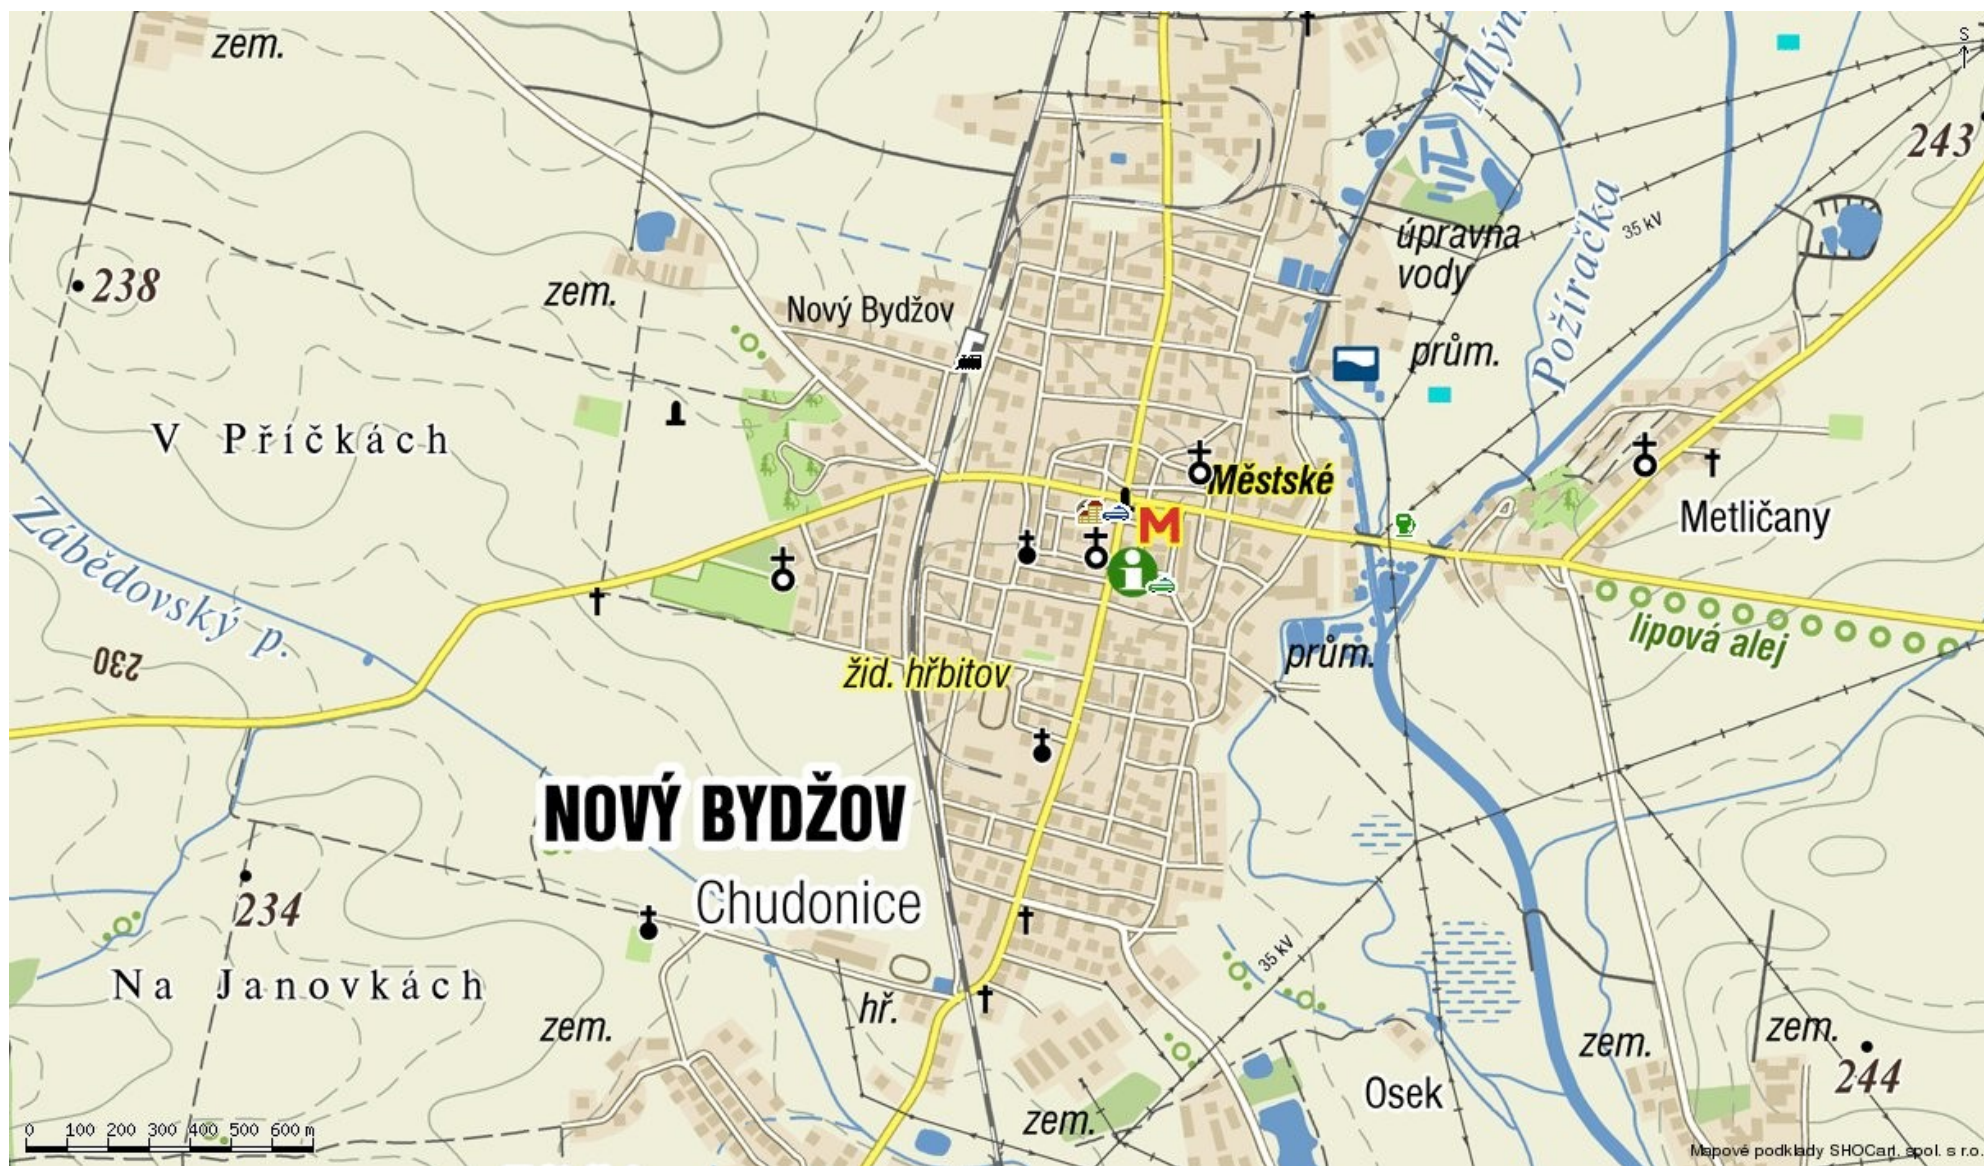 Mlýn
zem.
S
243
Požíračka
35 kV
úpravna
vody
238
zem.
Nový Bydžov
prům.
V Příčkách
Městské
Metličany
M
i
Zábědovský p.
lipová alej
prům.
230
žid. hřbitov
NOVÝ BYDŽOV
Chudonice
234
35 kV
Na Janovkách
hř.
zem.
zem.
zem.
244
Osek
zem.
0 100 200 300 400 500 600 m
Mapové podklady SHOCart, spol. s r.o